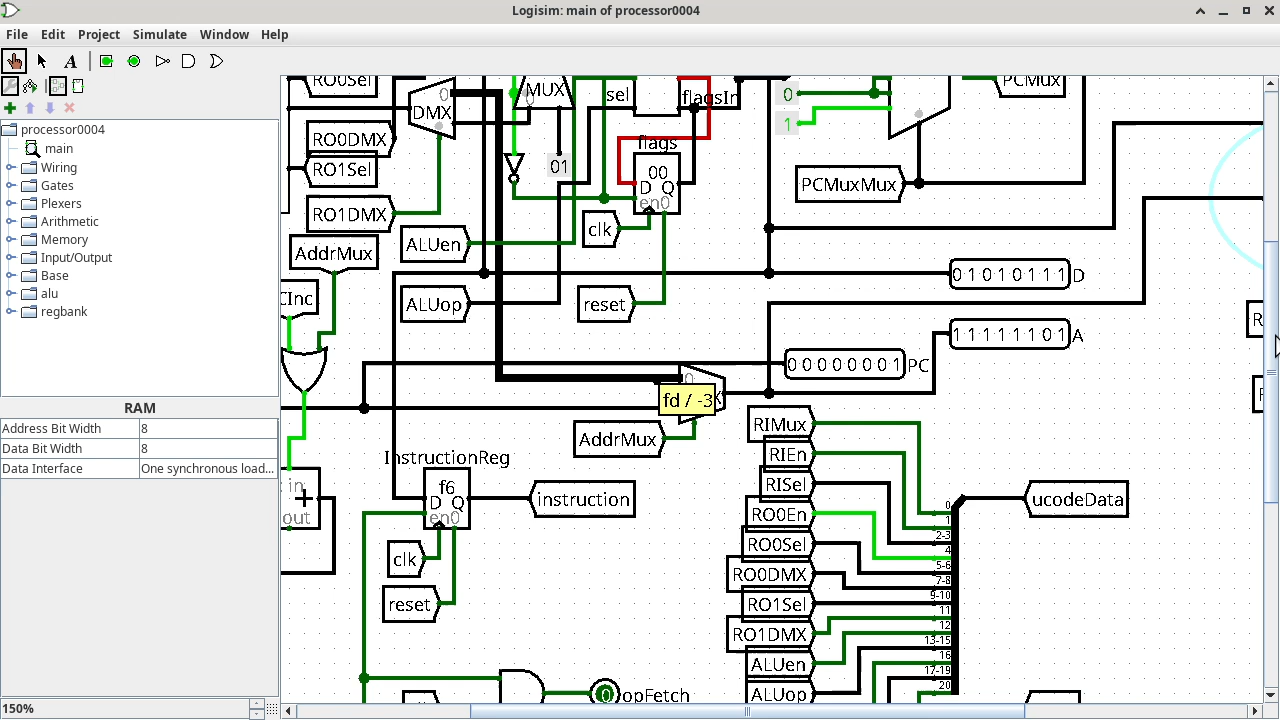 Logisim: main of processor0004
File Edit Project Simulate Window Help
processor0004
main
Wiring
Gates
Plexers
Arithmetic
Memory
Input/Output
Base
alu
regbank
RAM
Address Bit Width 8
Data Bit Width 8
Data Interface One synchronous load...
150%
RO0Sel
DMX
0
RO0DMX
RO1Sel
RO1DMX
AddrMux
CInc
in
+
out
MUX
0
01
sel
flagsIn
flags
00
D Q
en0
clk
reset
ALUen
ALUop
0
1
PCMux
PCMuxMux
0 1 0 1 0 1 1 1 D
1 1 1 1 1 1 0 1 A
0 0 0 0 0 0 0 1 PC
0
fd / -3
AddrMux
InstructionReg
f6
D Q
en0
clk
reset
instruction
opFetch
0
RIMux
RIEn
RISel
RO0En
RO0Sel
RO0DMX
RO1Sel
RO1DMX
ALUen
ALUop
0
1
2-3
4
5-6
7-8
9-10
11
12
13-15
-16
17-19
20
ucodeData